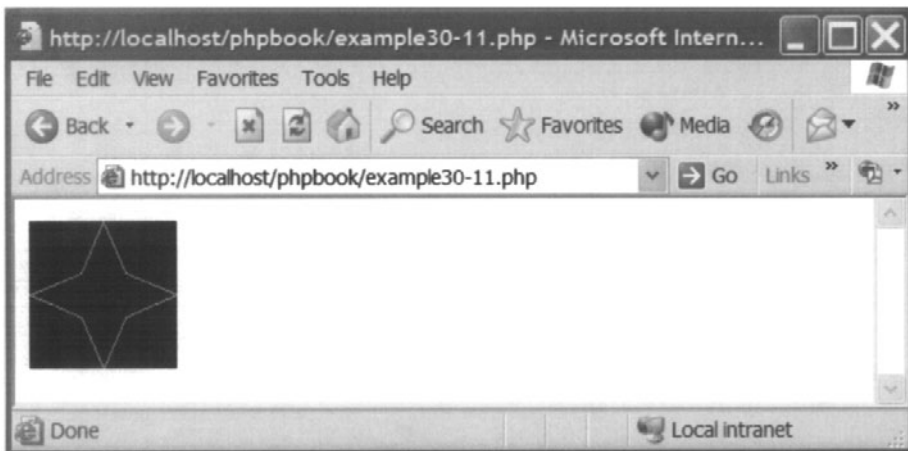 http://localhost/phpbook/example30-11.php - Microsoft Intern...
File Edit View Favorites Tools Help
Back Search Favorites Media »
Address http://localhost/phpbook/example30-11.php Go Links »
Done Local intranet